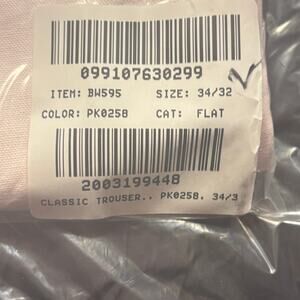 099107630299
ITEM: BW595 SIZE: 34/32
COLOR: PK0258 CAT: FLAT
2003199448
CLASSIC TROUSER., PK0258, 34/3